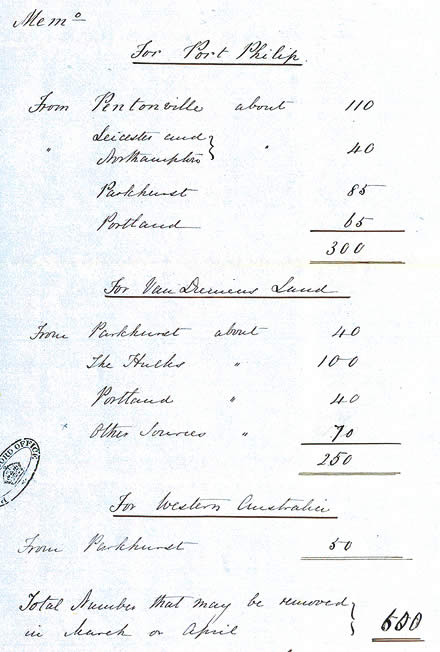 Memo
For Port Philip.
From Pentonville about 110
" Leicester and
Northampton } " 40
Parkhurst 85
Portland 65
300
For Van Diemens Land
From Parkhurst about 40
The Hulks " 100
Portland " 40
Other Sources " 70
250
For Western Australia
From Parkhurst 50
Total Number that may be removed
in March or April } 600
ORD OFFICE